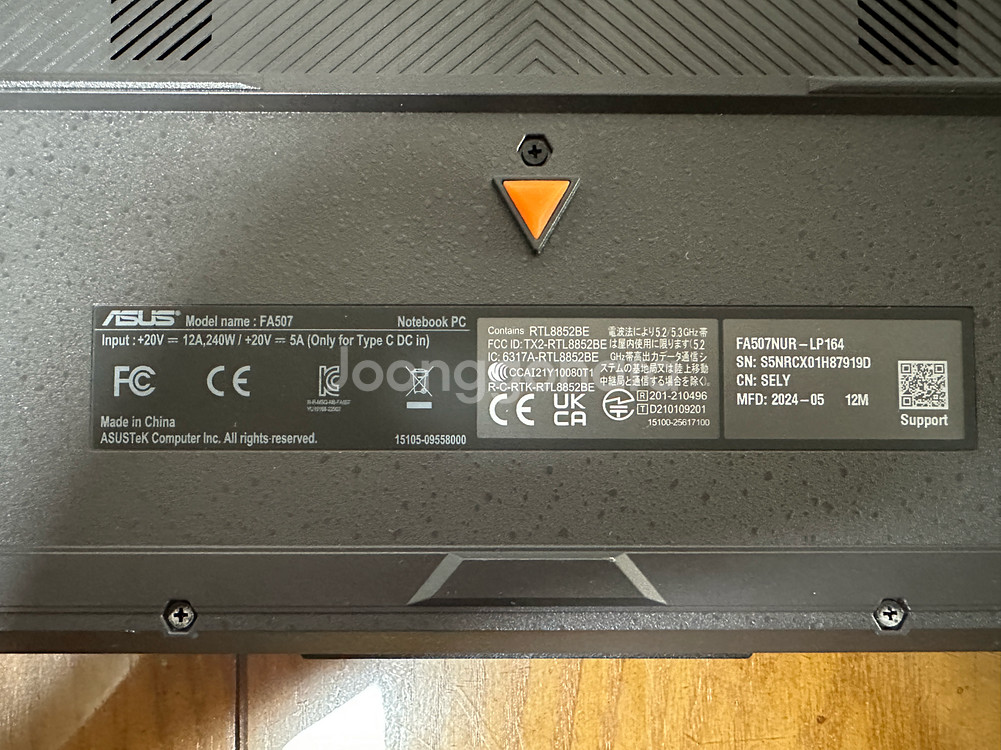 ASUS Model name : FA507 Notebook PC
Input : +20V ⎓ 12A,240W / +20V ⎓ 5A (Only for Type C DC in)
FC CE
Made in China
ASUSTeK Computer Inc. All rights reserved.
15105-09558000
Contains RTL8852BE
FCC ID: TX2-RTL8852BE
IC: 6317A-RTL8852BE
CCAI21Y10080T1
R-C-RTK-RTL8852BE
CE UK CA
電波法により5.2/5.3GHz帯
は屋内使用に限ります(5.2
GHz帯高出力データ通信シ
ステムの基地局又は陸上移動
中継局と通信する場合を除く)。
R 201-210496
T D210109201
15100-25617100
FA507NUR-LP164
SN: S5NRCX01H87919D
CN: SELY
MFD: 2024-05 12M
Support